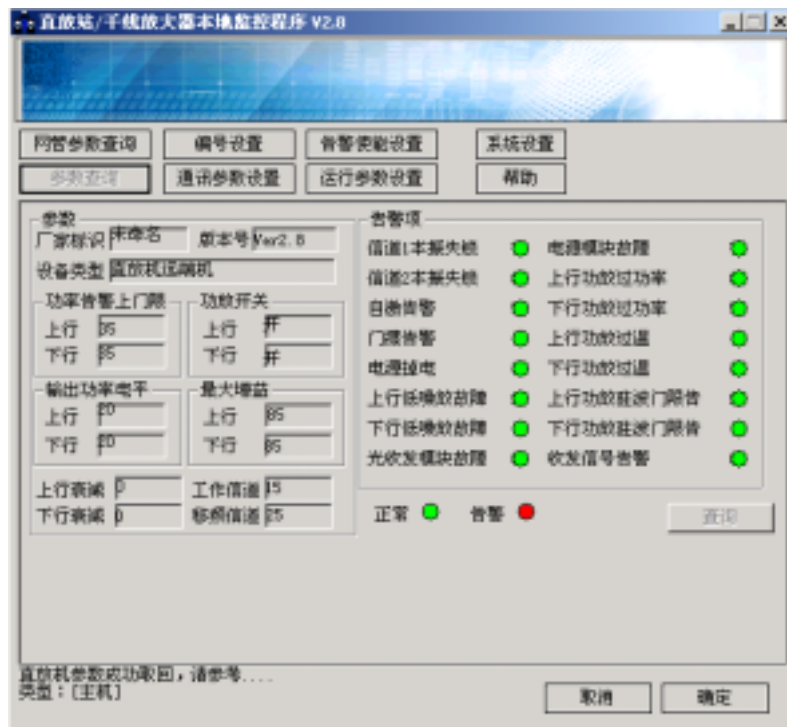 直放站/干线放大器本地监控程序 V2.0
网管参数查询 编号设置 告警使能设置 系统设置
参数查询 通讯参数设置 运行参数设置 帮助
参数
厂家标识 未命名 版本号 Ver2.8
设备类型 直放机远端机
功率告警上门限 功放开关
上行 35 上行 开
下行 35 下行 开
输出功率电平 最大增益
上行 20 上行 85
下行 20 下行 85
上行衰减 0 工作信道 15
下行衰减 0 移频信道 25
告警项
信道1本振失锁 电源模块故障
信道2本振失锁 上行功放过功率
自激告警 下行功放过功率
门限告警 上行功放过温
电源掉电 下行功放过温
上行低噪放故障 上行功放驻波门限告
下行低噪放故障 下行功放驻波门限告
光收发模块故障 收发信号告警
正常 告警 查询
直放机参数成功取回，请参考....
类型：[主机]
取消 确定